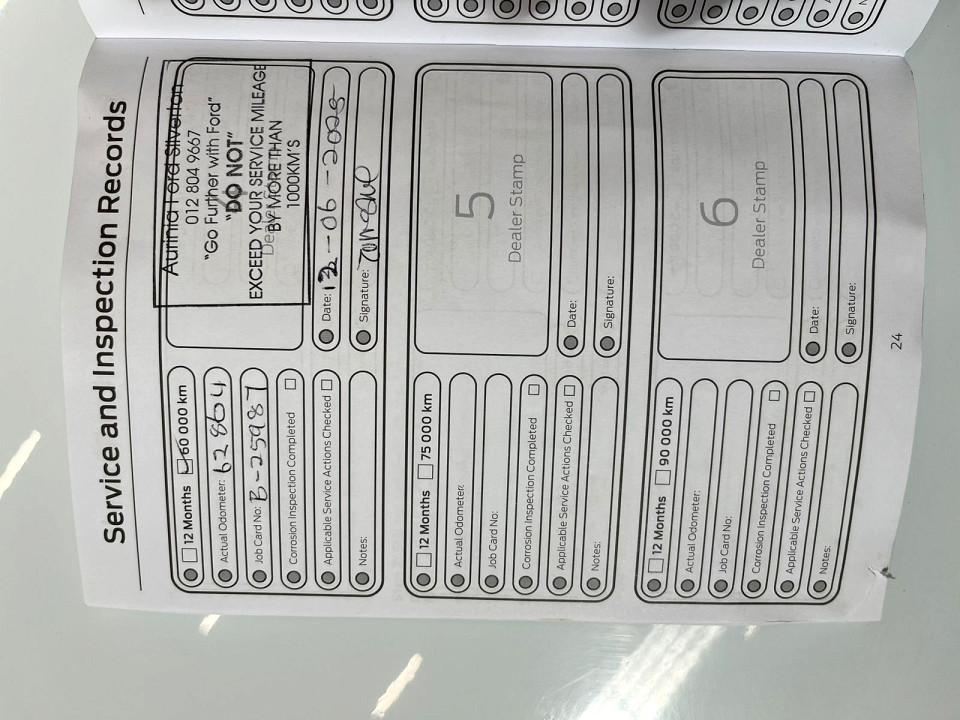 Service and Inspection Records
12 Months 60 000 km
Actual Odometer: 62864
Job Card No: B-25987
Corrosion Inspection Completed
Applicable Service Actions Checked
Notes:
Aurinia Ford Silverton
012 804 9667
"Go Further with Ford"
"DO NOT"
EXCEED YOUR SERVICE MILEAGE
BY MORE THAN
1000KM'S
Date: -06-2025
Signature:
12 Months 75 000 km
Actual Odometer:
Job Card No:
Corrosion Inspection Completed
Applicable Service Actions Checked
Notes:
5
Dealer Stamp
Date:
Signature:
12 Months 90 000 km
Actual Odometer:
Job Card No:
Corrosion Inspection Completed
Applicable Service Actions Checked
Notes:
6
Dealer Stamp
Date:
Signature:
24